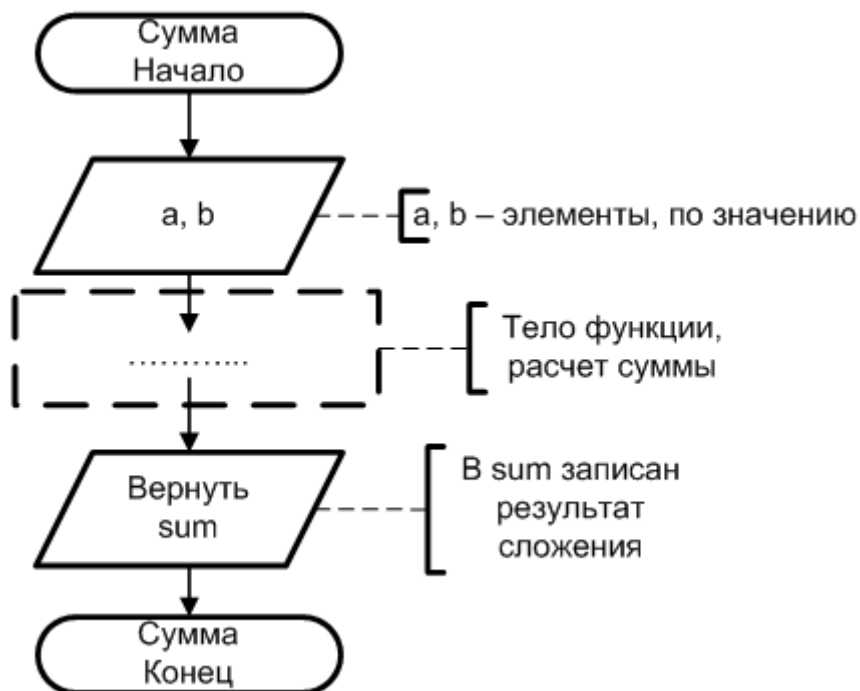 Сумма
Начало
a, b
a, b – элементы, по значению
Тело функции,
расчет суммы
..............
Вернуть
sum
В sum записан
результат
сложения
Сумма
Конец